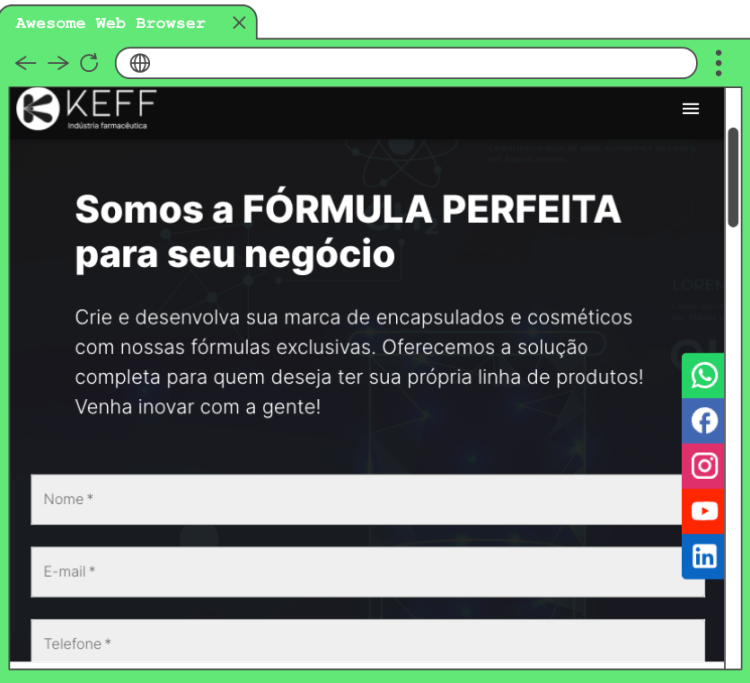 Awesome Web Browser
KEFF
Indústria farmacêutica
Somos a FÓRMULA PERFEITA
para seu negócio
Crie e desenvolva sua marca de encapsulados e cosméticos
com nossas fórmulas exclusivas. Oferecemos a solução
completa para quem deseja ter sua própria linha de produtos!
Venha inovar com a gente!
Nome *
E-mail *
Telefone *